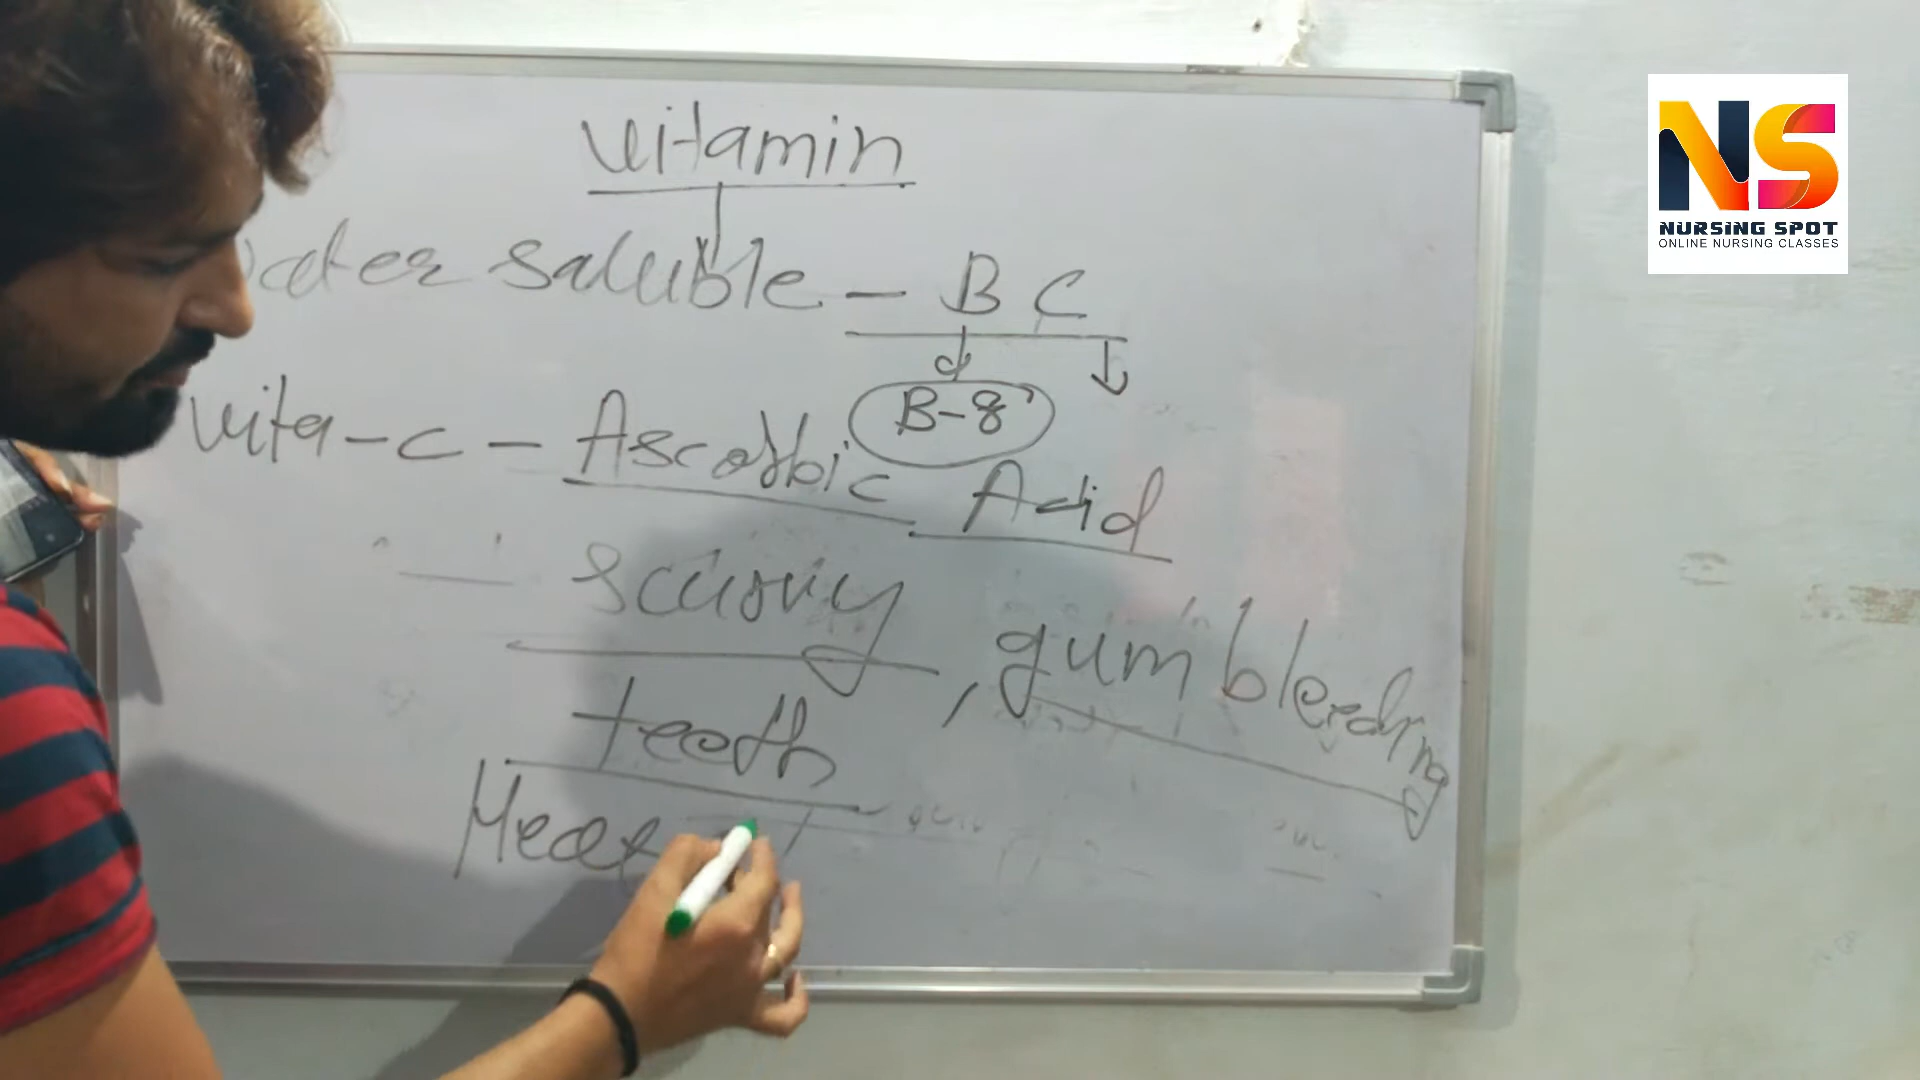 vitamin
water saluble - B C
B-8
vita-c - Ascorbic Acid
- scurvy, gum bleeding
teeth
NS
NURSING SPOT
ONLINE NURSING CLASSES